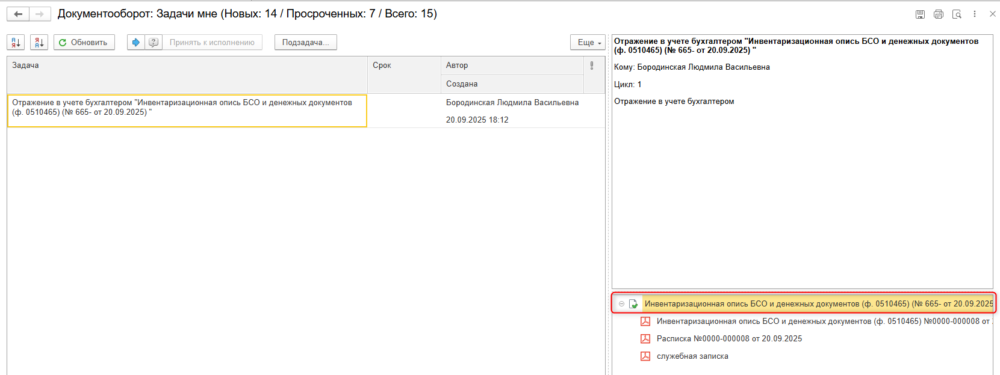 Документооборот: Задачи мне (Новых: 14 / Просроченных: 7 / Всего: 15)
Обновить
Принять к исполнению
Подзадача...
Еще
Задача
Срок
Автор
Создана
Отражение в учете бухгалтером "Инвентаризационная опись БСО и денежных документов
(ф. 0510465) (№ 665- от 20.09.2025) "
Бородинская Людмила Васильевна
20.09.2025 18:12
Отражение в учете бухгалтером "Инвентаризационная опись БСО и денежных документов
(ф. 0510465) (№ 665- от 20.09.2025) "
Кому: Бородинская Людмила Васильевна
Цикл: 1
Отражение в учете бухгалтером
Инвентаризационная опись БСО и денежных документов (ф. 0510465) (№ 665- от 20.09.2025
Инвентаризационная опись БСО и денежных документов (ф. 0510465) №0000-000008 от
Расписка №0000-000008 от 20.09.2025
служебная записка